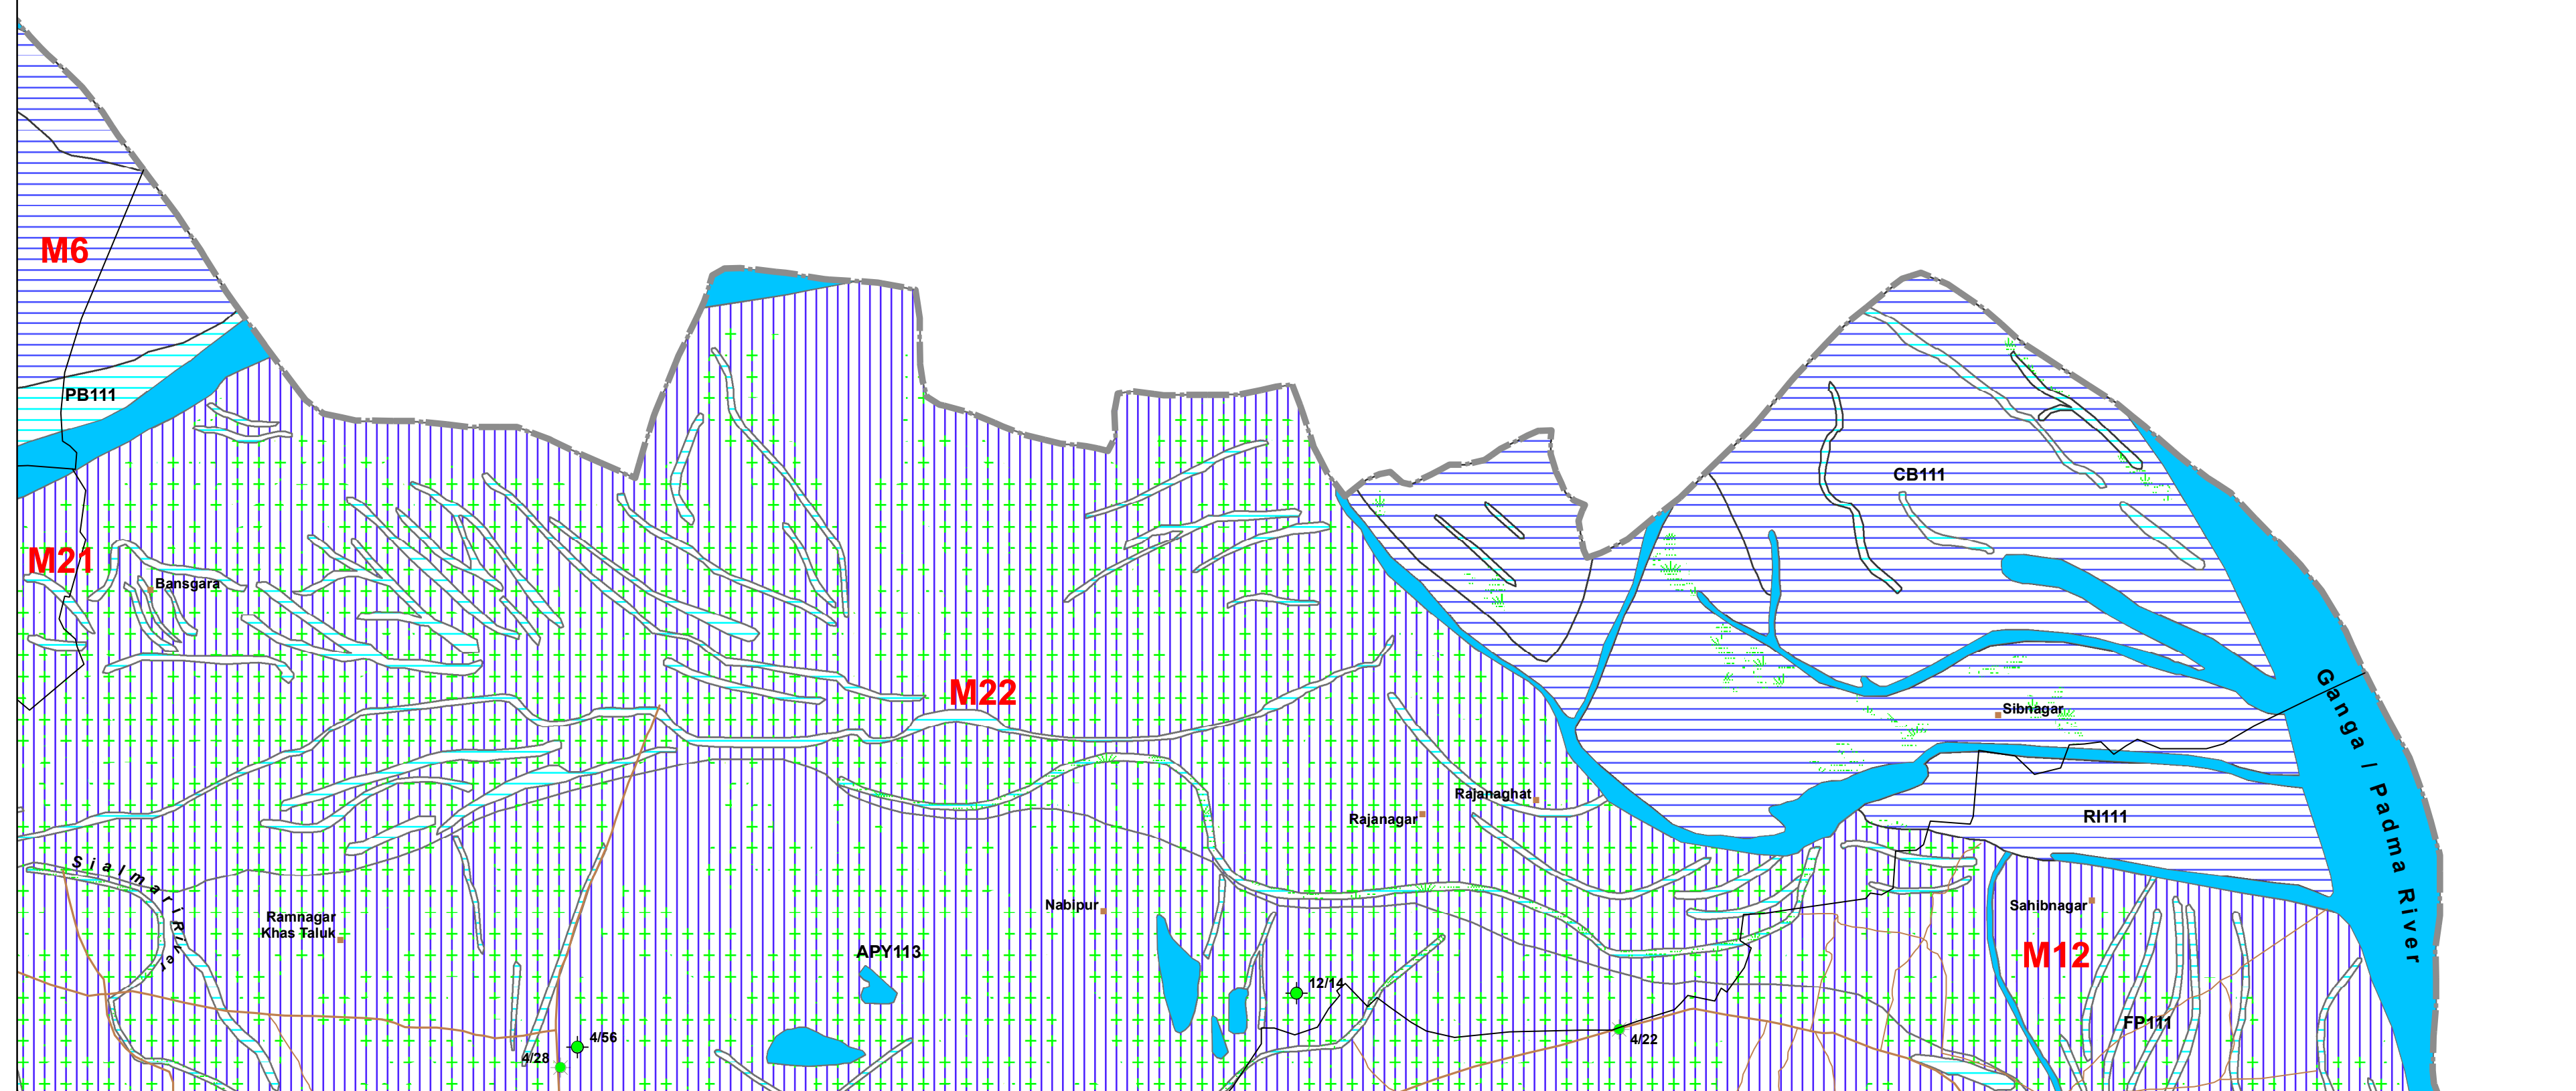 M6
PB111
CB111
M21
Bansgara
M22
Ganga / Padma River
Sibnagar
Rajanaghat
Rajanagar
RI111
Sialmari River
Nabipur
Sahibnagar
Ramnagar
Khas Taluk
APY113
M12
12/14
FP111
4/56
4/22
4/28